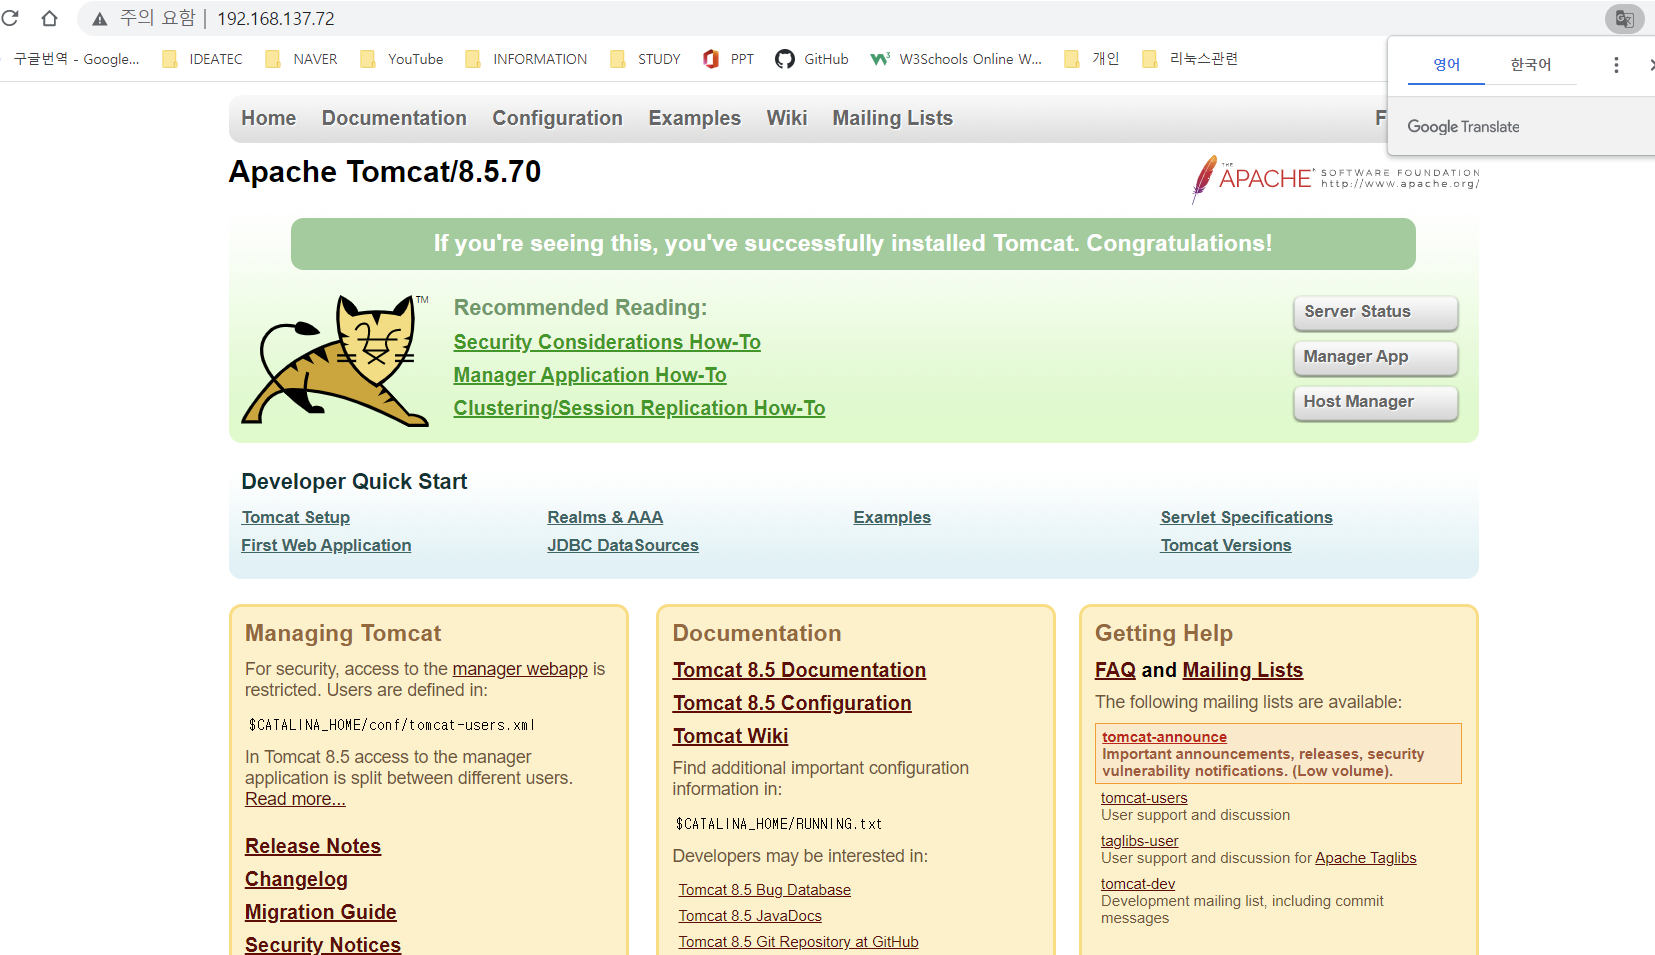 주의 요함 | 192.168.137.72
구글번역 - Google... IDEATEC NAVER YouTube INFORMATION STUDY PPT GitHub W3Schools Online W... 개인 리눅스관련
영어 한국어
Google Translate
Home Documentation Configuration Examples Wiki Mailing Lists F
Apache Tomcat/8.5.70
THE APACHE SOFTWARE FOUNDATION
http://www.apache.org/
If you're seeing this, you've successfully installed Tomcat. Congratulations!
TM
Recommended Reading:
Security Considerations How-To
Manager Application How-To
Clustering/Session Replication How-To
Server Status
Manager App
Host Manager
Developer Quick Start
Tomcat Setup
First Web Application
Realms & AAA
JDBC DataSources
Examples
Servlet Specifications
Tomcat Versions
Managing Tomcat
For security, access to the manager webapp is
restricted. Users are defined in:
$CATALINA_HOME/conf/tomcat-users.xml
In Tomcat 8.5 access to the manager
application is split between different users.
Read more...
Release Notes
Changelog
Migration Guide
Security Notices
Documentation
Tomcat 8.5 Documentation
Tomcat 8.5 Configuration
Tomcat Wiki
Find additional important configuration
information in:
$CATALINA_HOME/RUNNING.txt
Developers may be interested in:
Tomcat 8.5 Bug Database
Tomcat 8.5 JavaDocs
Tomcat 8.5 Git Repository at GitHub
Getting Help
FAQ and Mailing Lists
The following mailing lists are available:
tomcat-announce
Important announcements, releases, security
vulnerability notifications. (Low volume).
tomcat-users
User support and discussion
taglibs-user
User support and discussion for Apache Taglibs
tomcat-dev
Development mailing list, including commit
messages